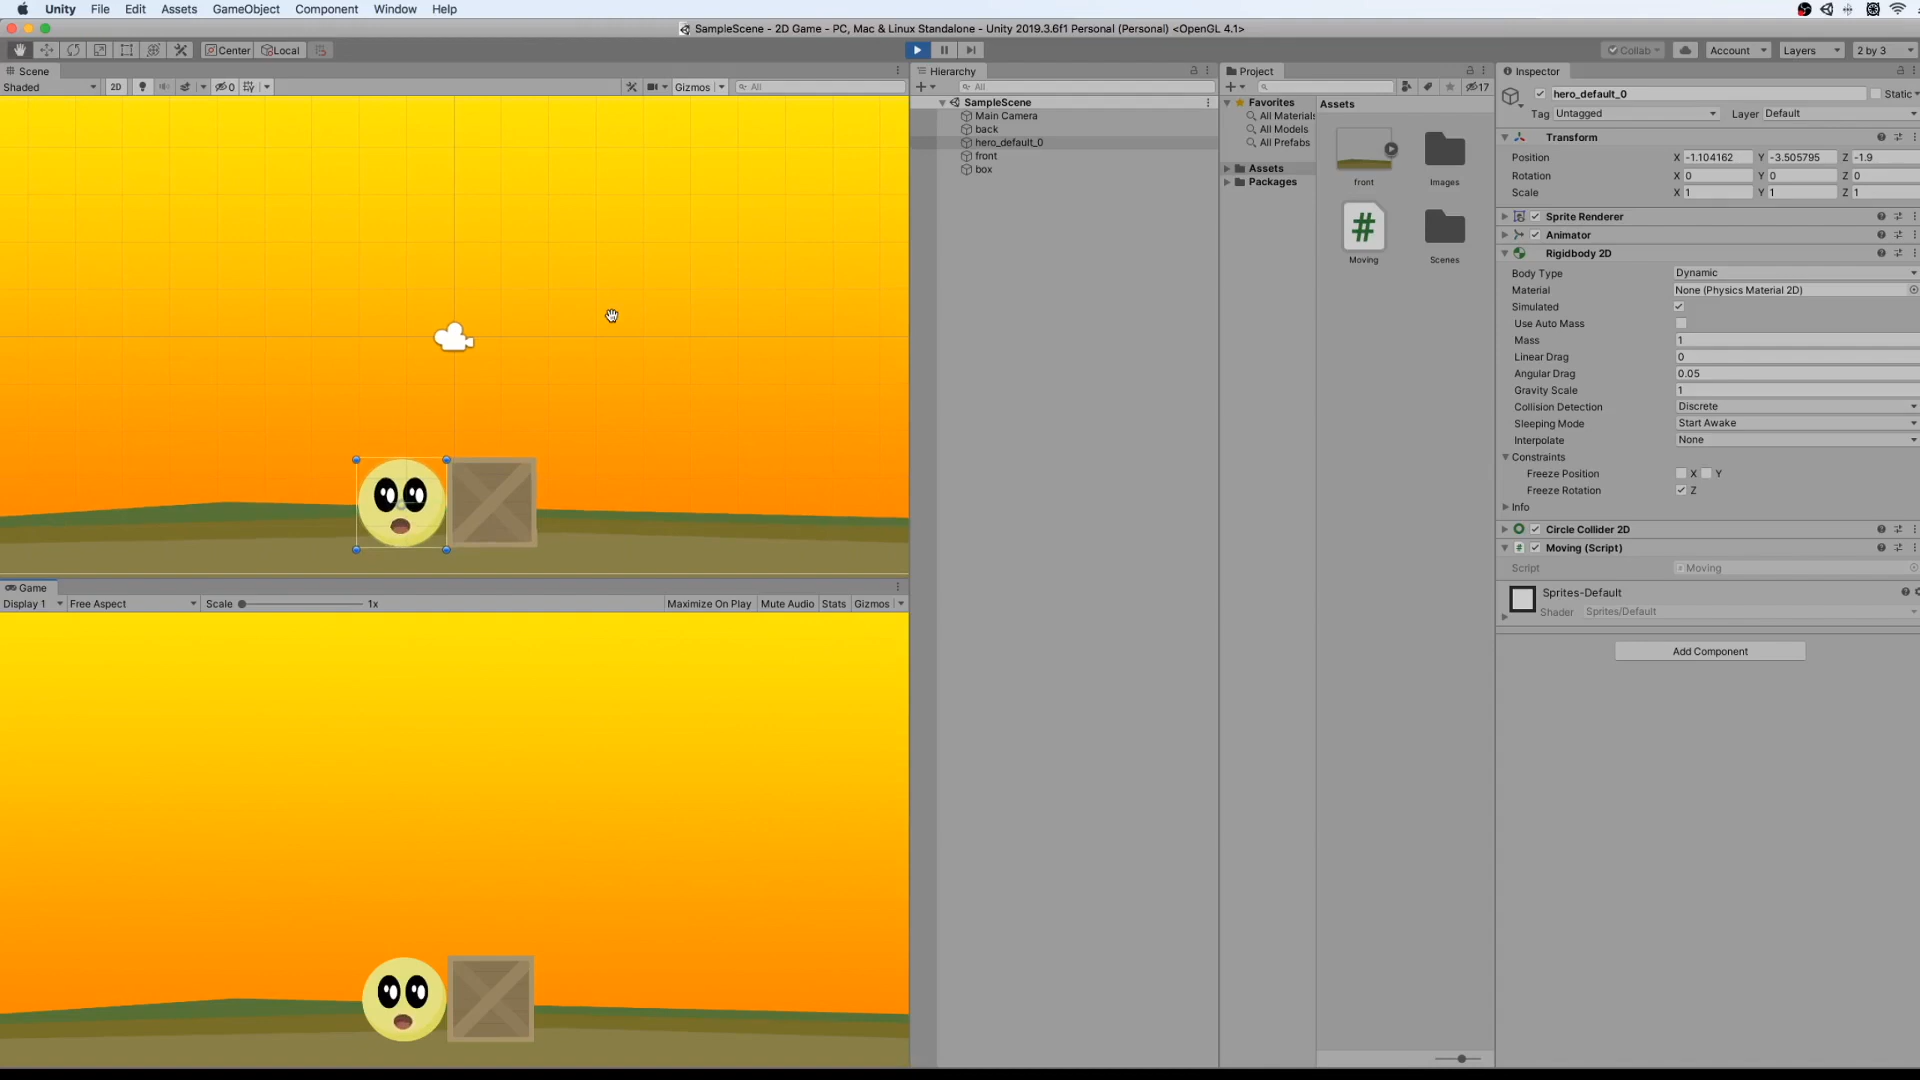 Unity File Edit Assets GameObject Component Window Help
SampleScene - 2D Game - PC, Mac & Linux Standalone - Unity 2019.3.6f1 Personal (Personal) <OpenGL 4.1>
Center Local Collab Account Layers 2 by 3
Scene
Shaded 2D 0 Gizmos All
Hierarchy
All
SampleScene
Main Camera
back
hero_default_0
front
box
Project
17
Favorites
All Materials
All Models
All Prefabs
Assets
Packages
Assets
front
Images
#
Moving
Scenes
Inspector
hero_default_0 Static
Tag Untagged Layer Default
Transform
Position X -1.104162 Y -3.505795 Z -1.9
Rotation X 0 Y 0 Z 0
Scale X 1 Y 1 Z 1
Sprite Renderer
Animator
Rigidbody 2D
Body Type Dynamic
Material None (Physics Material 2D)
Simulated
Use Auto Mass
Mass 1
Linear Drag 0
Angular Drag 0.05
Gravity Scale 1
Collision Detection Discrete
Sleeping Mode Start Awake
Interpolate None
Constraints
Freeze Position X Y
Freeze Rotation Z
Info
Circle Collider 2D
# Moving (Script)
Script Moving
Sprites-Default
Shader Sprites/Default
Add Component
Game
Display 1 Free Aspect Scale 1x Maximize On Play Mute Audio Stats Gizmos